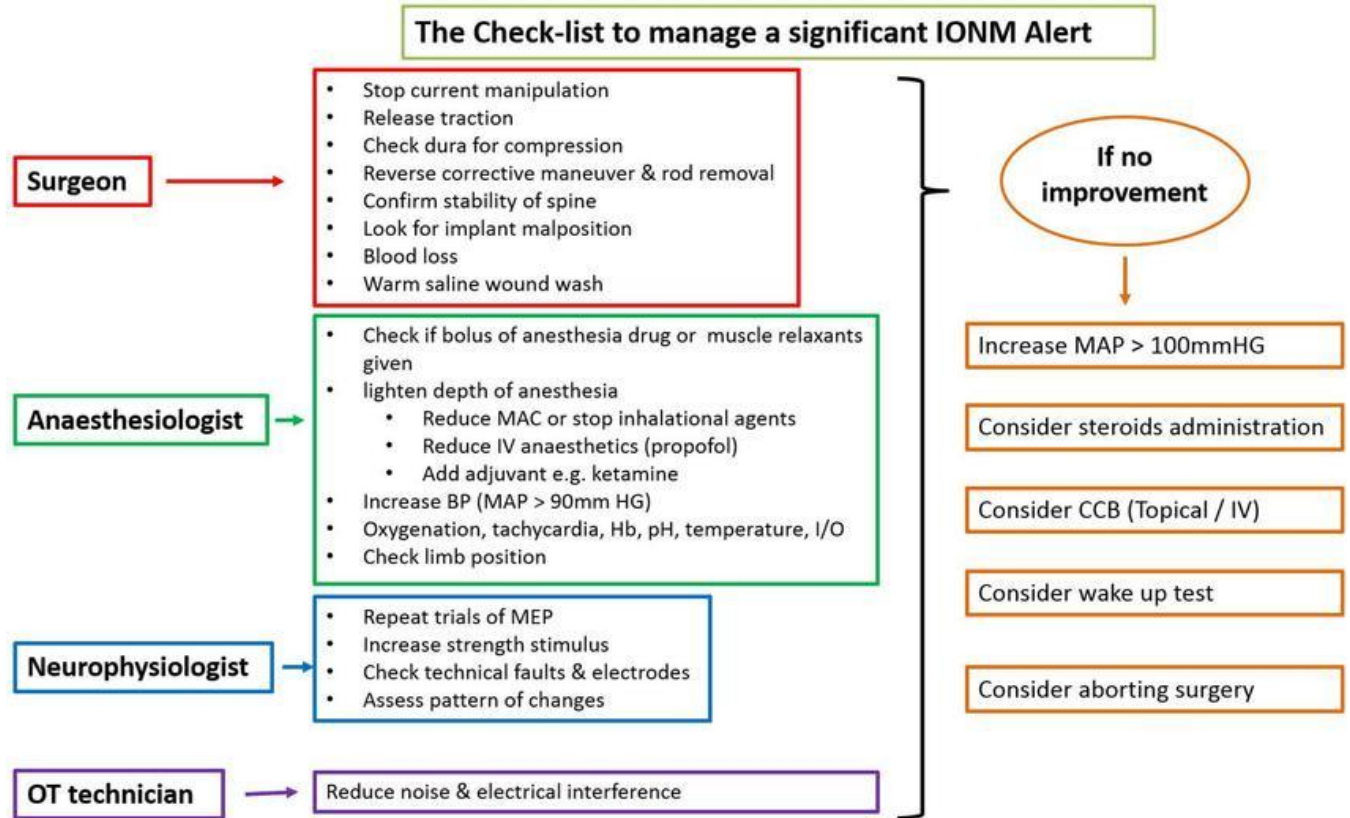 The Check-list to manage a significant IONM Alert
Surgeon
• Stop current manipulation
• Release traction
• Check dura for compression
• Reverse corrective maneuver & rod removal
• Confirm stability of spine
• Look for implant malposition
• Blood loss
• Warm saline wound wash
Anaesthesiologist
• Check if bolus of anesthesia drug or muscle relaxants
given
• lighten depth of anesthesia
• Reduce MAC or stop inhalational agents
• Reduce IV anaesthetics (propofol)
• Add adjuvant e.g. ketamine
• Increase BP (MAP > 90mm HG)
• Oxygenation, tachycardia, Hb, pH, temperature, I/O
• Check limb position
Neurophysiologist
• Repeat trials of MEP
• Increase strength stimulus
• Check technical faults & electrodes
• Assess pattern of changes
OT technician
Reduce noise & electrical interference
If no
improvement
Increase MAP > 100mmHG
Consider steroids administration
Consider CCB (Topical / IV)
Consider wake up test
Consider aborting surgery